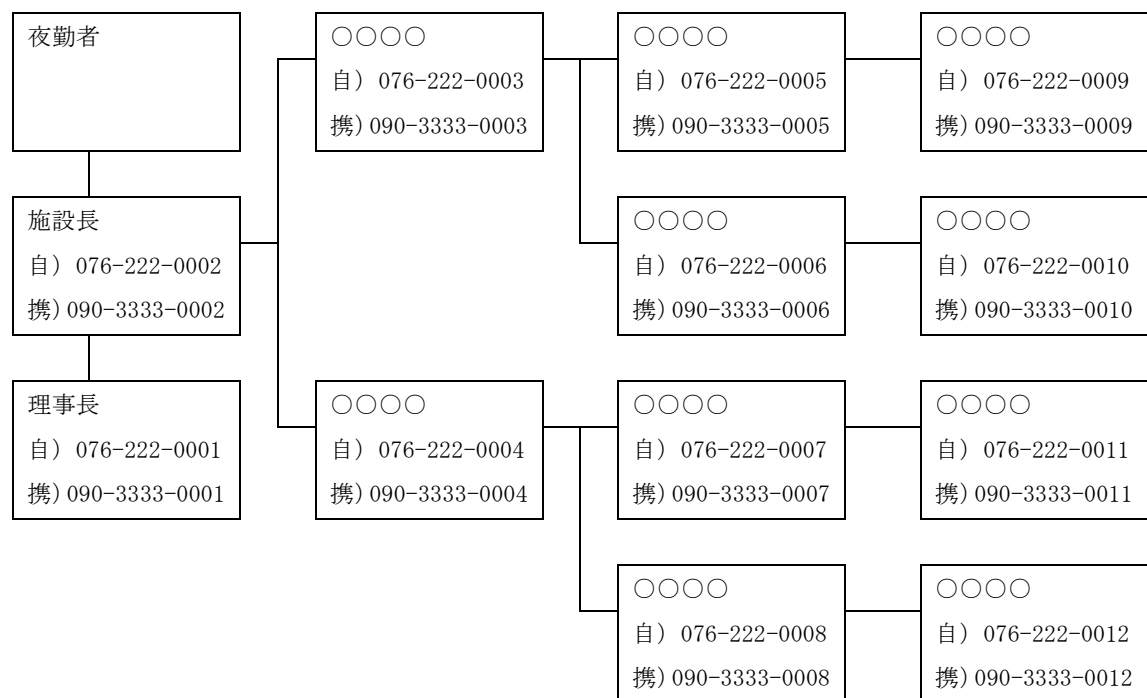 夜勤者
施設長
自) 076-222-0002
携)090-3333-0002
理事長
自) 076-222-0001
携)090-3333-0001
○○○○
自) 076-222-0003
携)090-3333-0003
○○○○
自) 076-222-0004
携)090-3333-0004
○○○○
自) 076-222-0005
携)090-3333-0005
○○○○
自) 076-222-0006
携)090-3333-0006
○○○○
自) 076-222-0007
携)090-3333-0007
○○○○
自) 076-222-0008
携)090-3333-0008
○○○○
自) 076-222-0009
携)090-3333-0009
○○○○
自) 076-222-0010
携)090-3333-0010
○○○○
自) 076-222-0011
携)090-3333-0011
○○○○
自) 076-222-0012
携)090-3333-0012